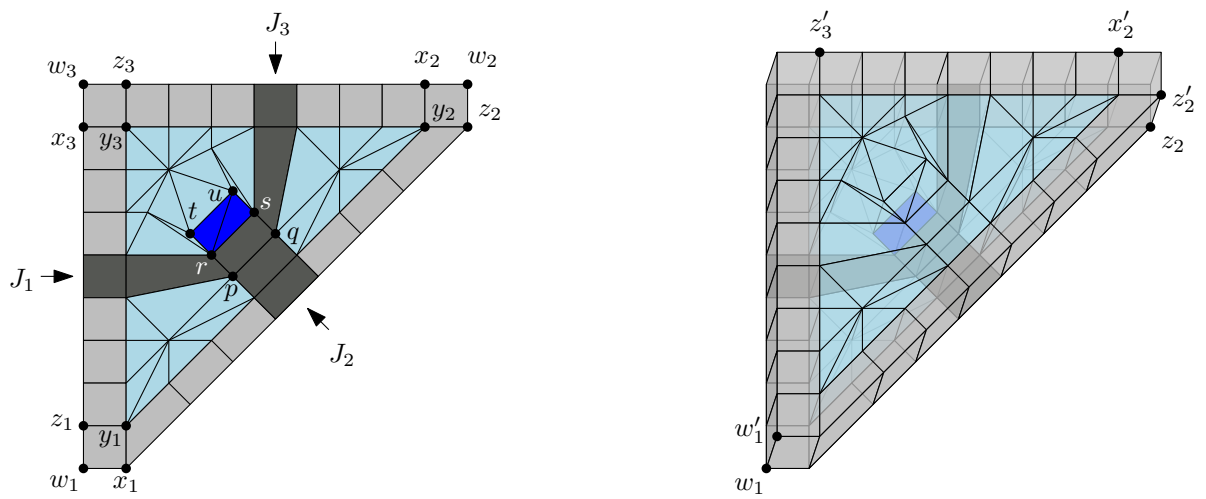 J₃
w₃ z₃ x₂ w₂
x₃ y₃ y₂ z₂
u s
t q
r
J₁ p
J₂
z₁ y₁
w₁ x₁
z′₃ x′₂
z′₂
z₂
w′₁
w₁